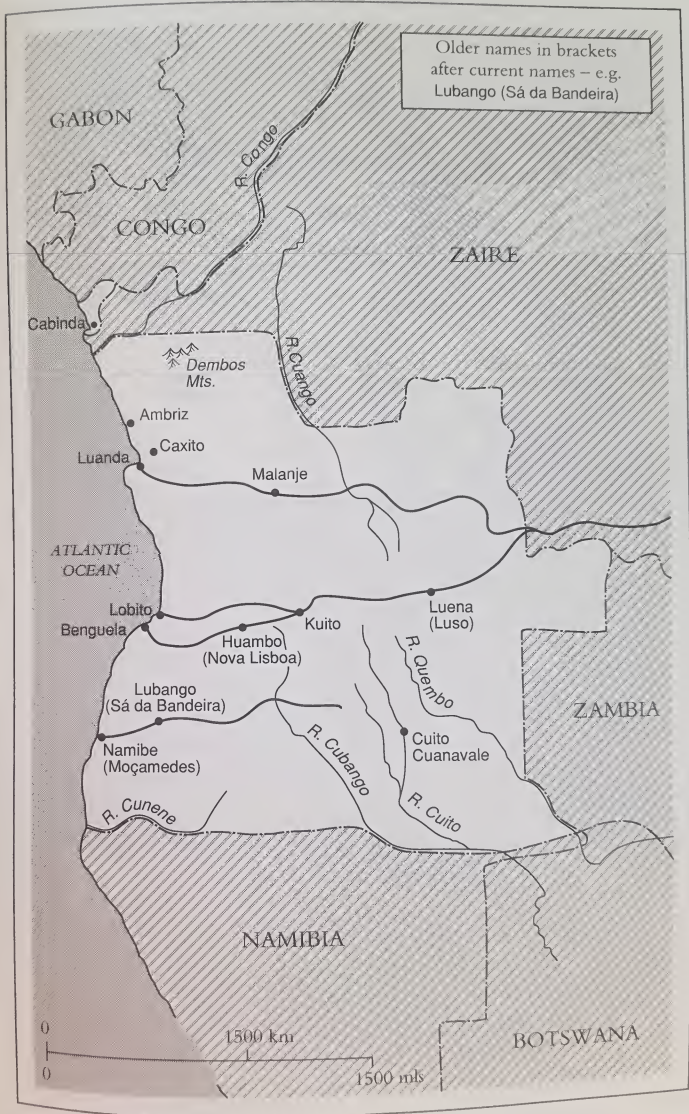 Older names in brackets
after current names – e.g.
Lubango (Sá da Bandeira)
GABON
R. Congo
CONGO
ZAIRE
Cabinda
R. Cuango
Dembos
Mts.
Ambriz
Caxito
Luanda
Malanje
ATLANTIC
OCEAN
Lobito
Benguela
Kuito
Luena
(Luso)
Huambo
(Nova Lisboa)
R. Quembo
Lubango
(Sá da Bandeira)
ZAMBIA
Namibe
(Moçamedes)
R. Cubango
Cuito
Cuanavale
R. Cunene
R. Cuito
NAMIBIA
BOTSWANA
0
1500 km
0
1500 mls